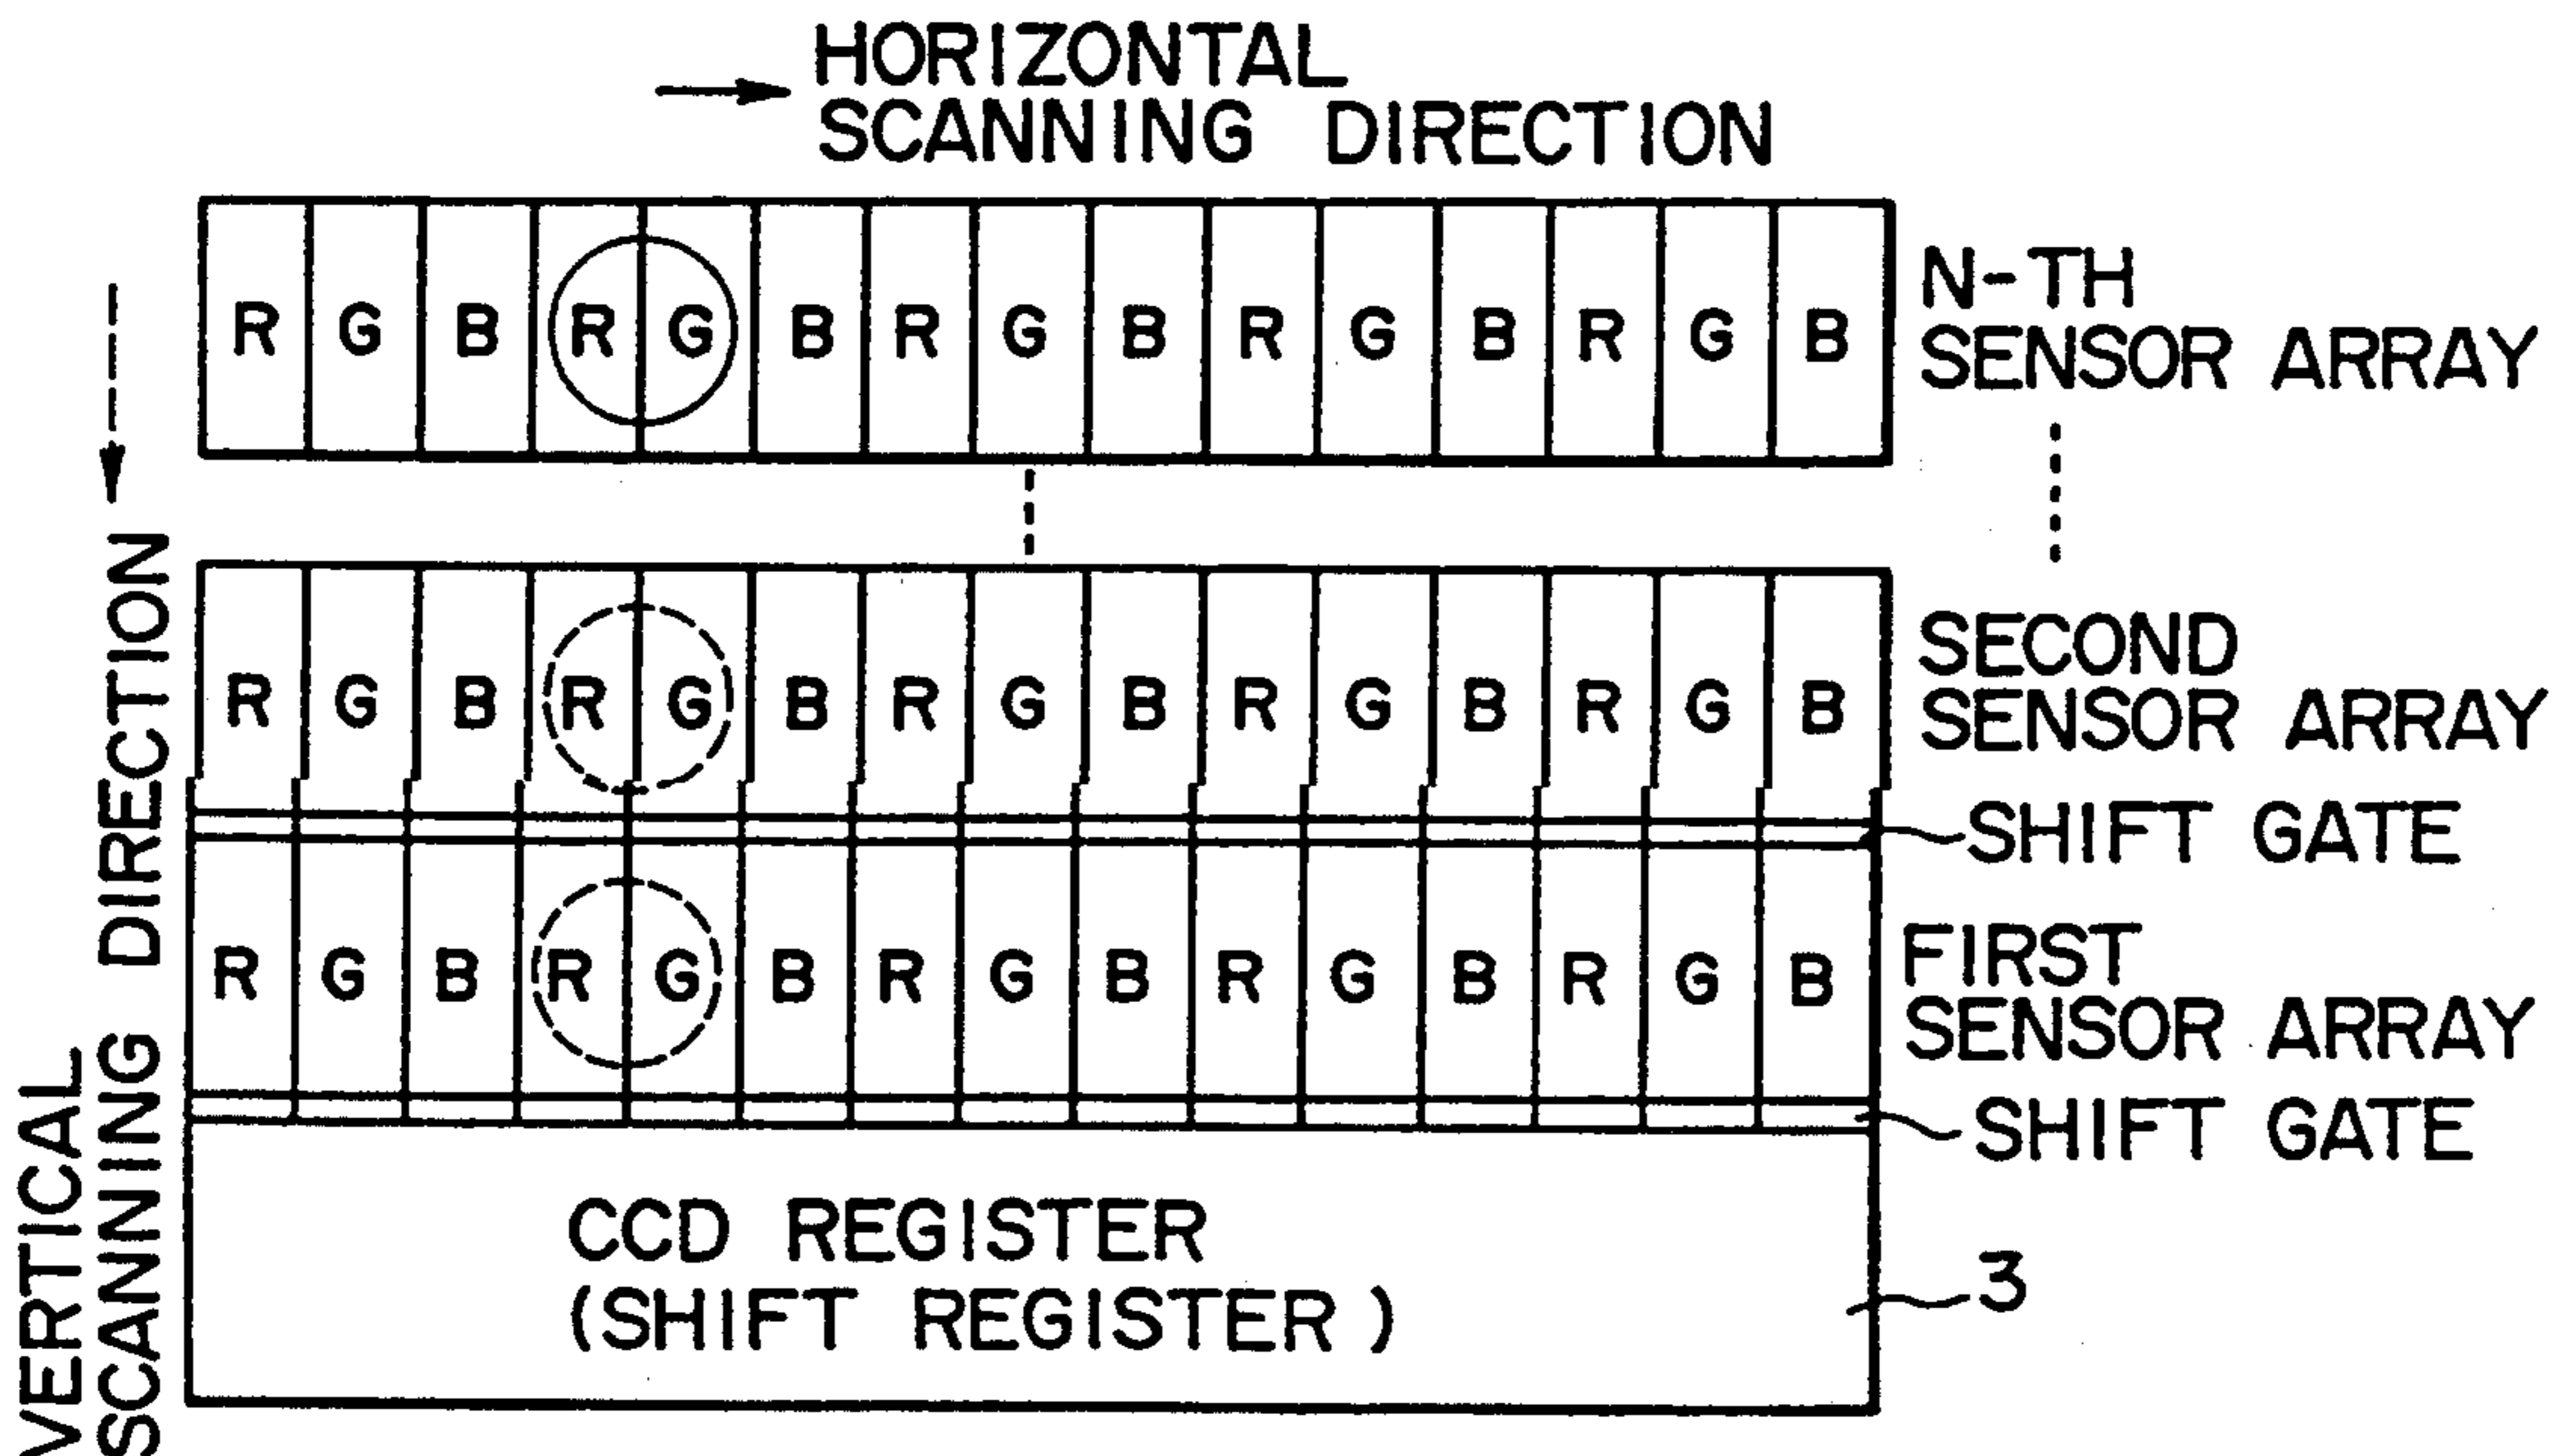 HORIZONTAL
SCANNING DIRECTION
R G B R G B R G B R G B R G B
N-TH
SENSOR ARRAY
R G B R G B R G B R G B R G B
SECOND
SENSOR ARRAY
SHIFT GATE
R G B R G B R G B R G B R G B
FIRST
SENSOR ARRAY
SHIFT GATE
CCD REGISTER
(SHIFT REGISTER)
3
VERTICAL
SCANNING DIRECTION